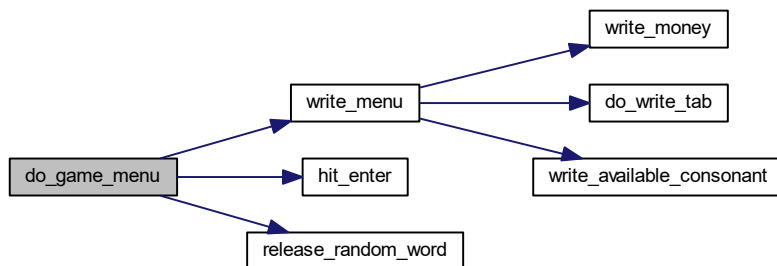 write_money
write_menu
do_write_tab
do_game_menu
hit_enter
write_available_consonant
release_random_word